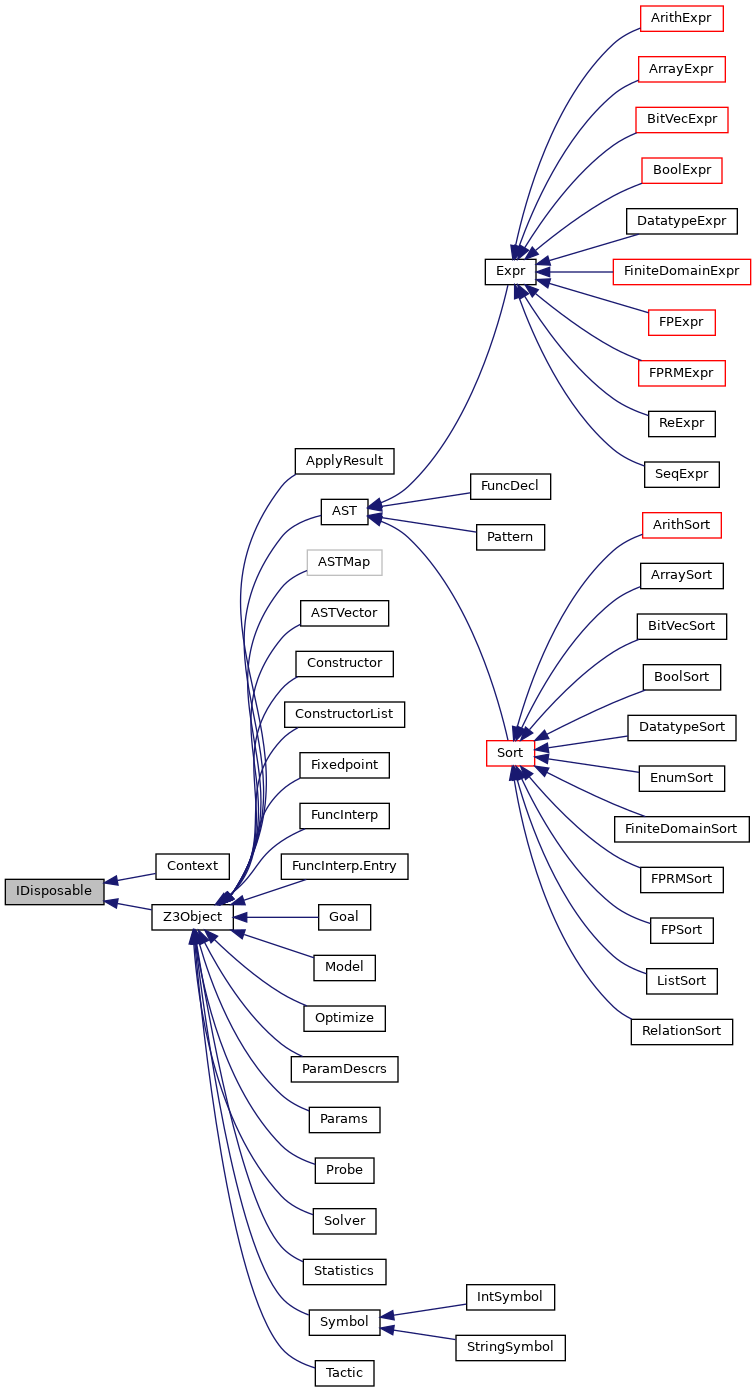 ArithExpr
ArrayExpr
BitVecExpr
BoolExpr
DatatypeExpr
Expr
FiniteDomainExpr
FPExpr
FPRMExpr
ReExpr
ApplyResult
SeqExpr
FuncDecl
AST
ArithSort
Pattern
ASTMap
ArraySort
ASTVector
BitVecSort
Constructor
BoolSort
ConstructorList
DatatypeSort
Sort
Fixedpoint
EnumSort
FuncInterp
FiniteDomainSort
Context
FuncInterp.Entry
FPRMSort
IDisposable
Z3Object
Goal
FPSort
Model
ListSort
Optimize
RelationSort
ParamDescrs
Params
Probe
Solver
Statistics
IntSymbol
Symbol
StringSymbol
Tactic